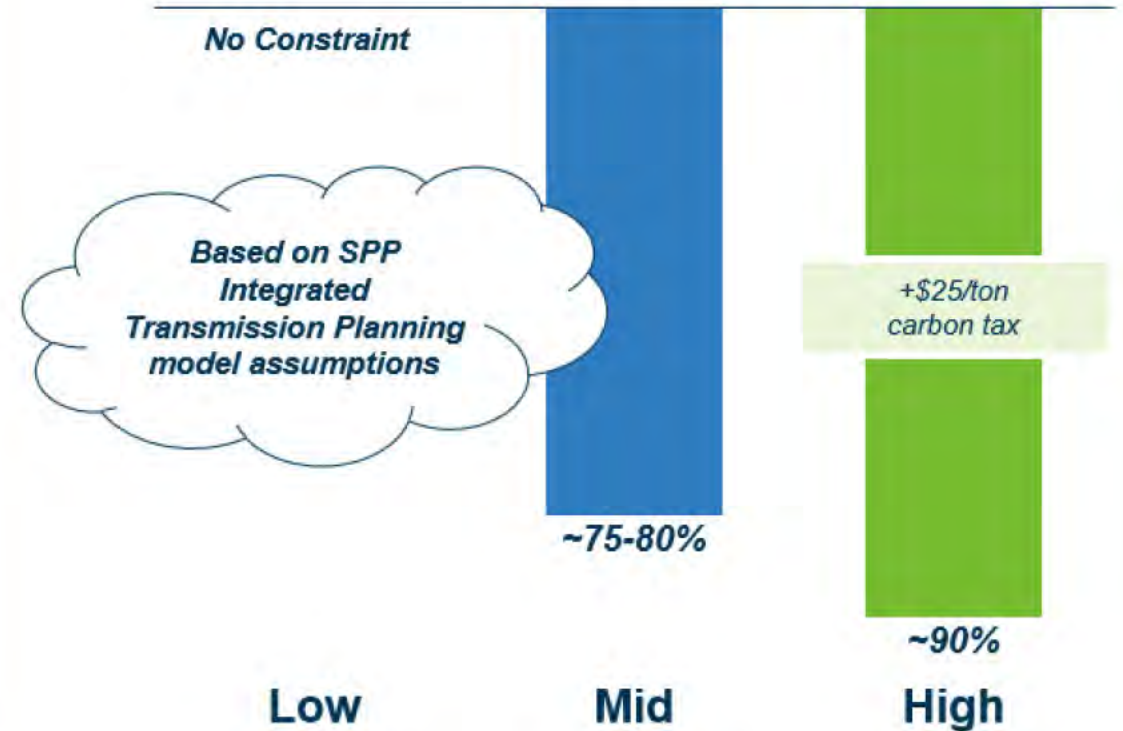 No Constraint
Based on SPP
Integrated
Transmission Planning
model assumptions
+$25/ton
carbon tax
~75-80%
~90%
Low
Mid
High